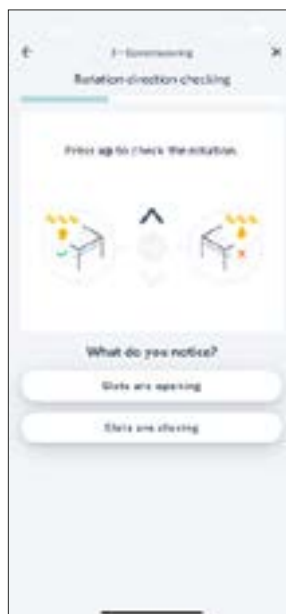 Rotation direction checking
Press up to check the rotation.
What do you notice?
Slats are opening
Slats are closing